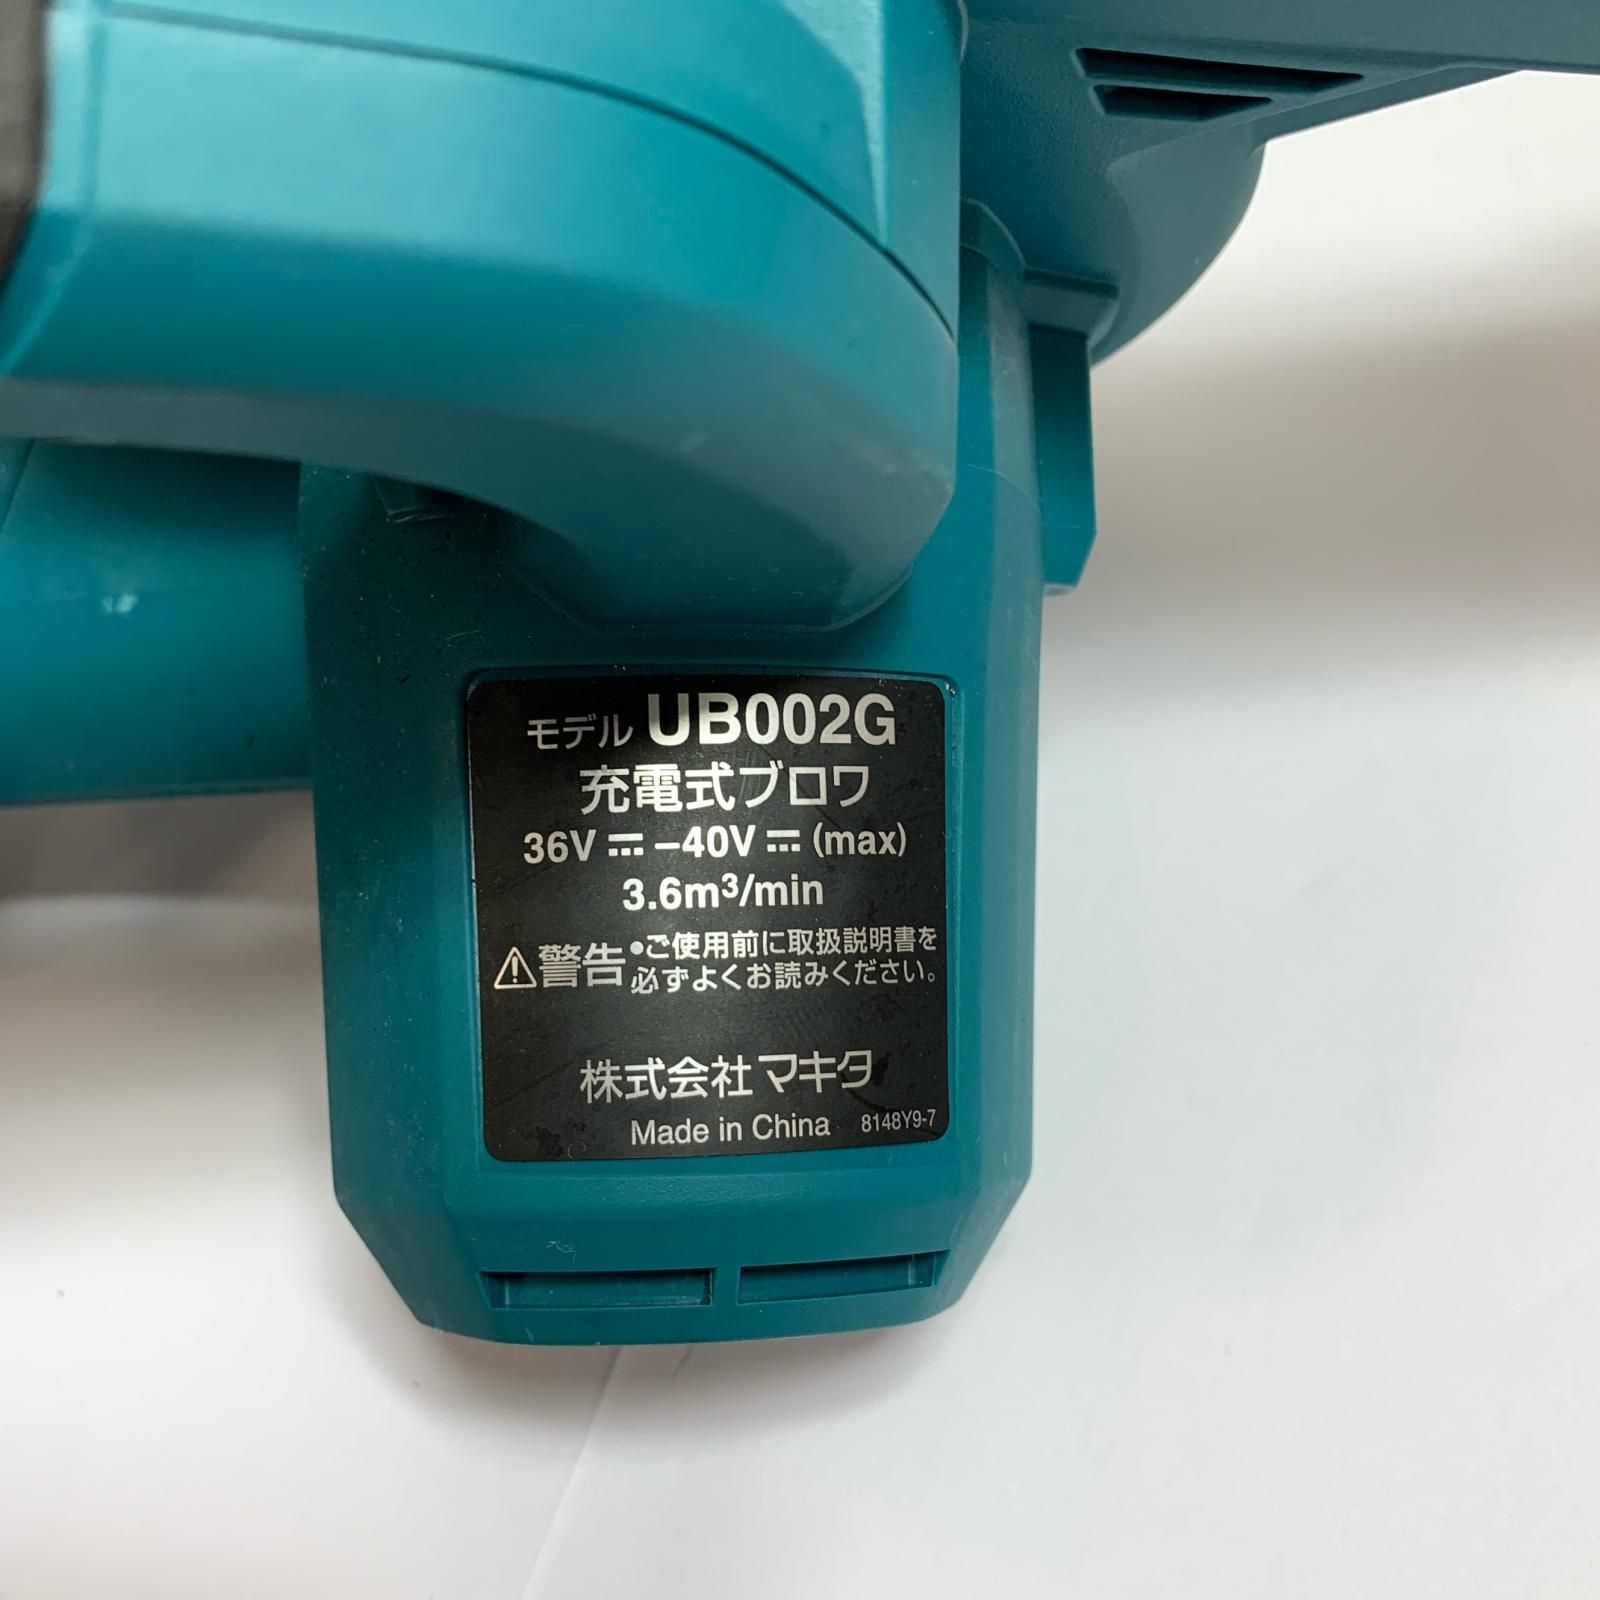 モデル UB002G
充電式ブロワ
36V ⎓ –40V ⎓ (max)
3.6m³/min
⚠警告 •ご使用前に取扱説明書を
必ずよくお読みください。
株式会社マキタ
Made in China 8148Y9-7